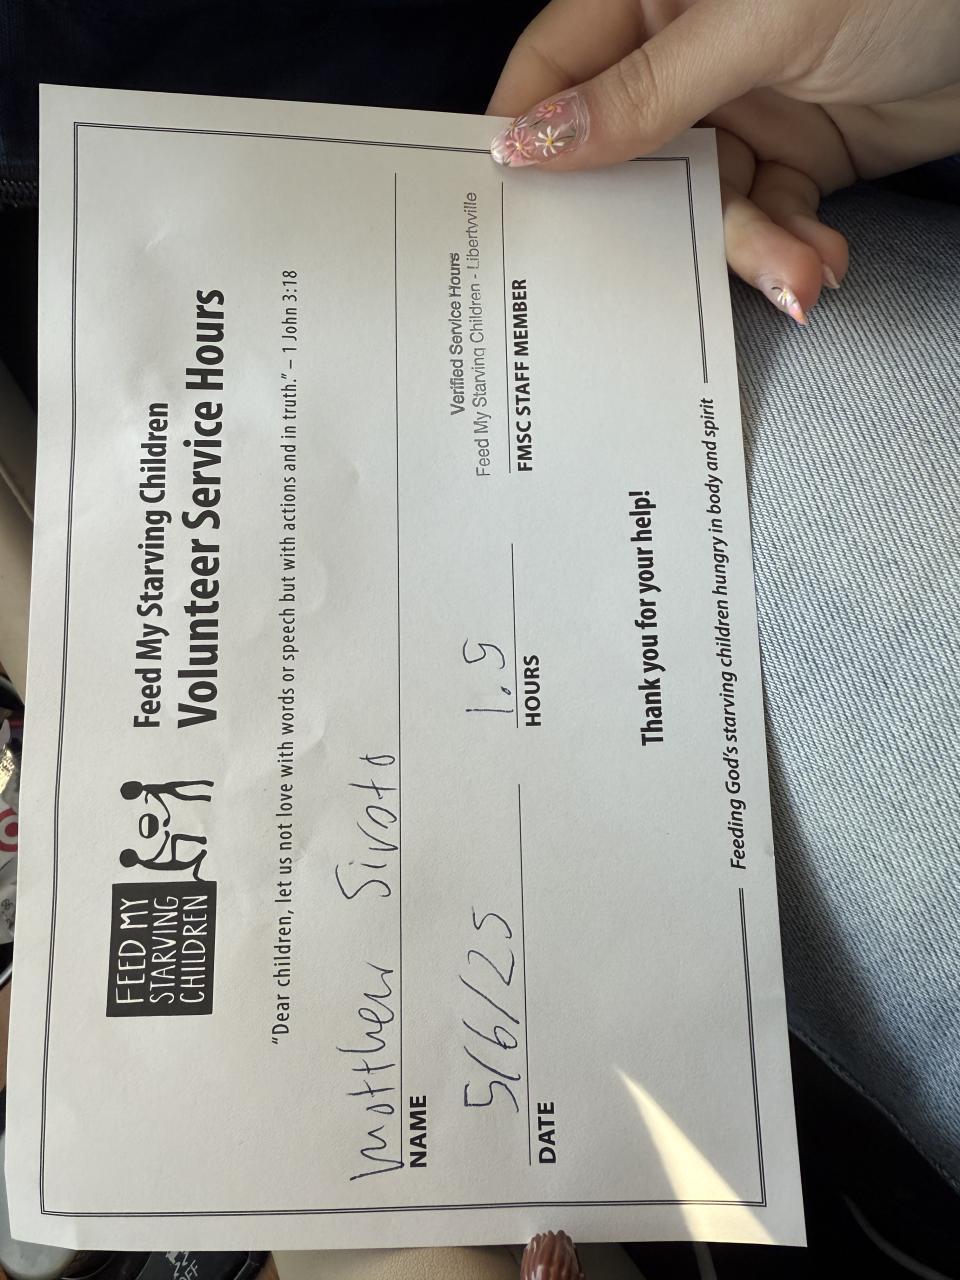 FEED MY
STARVING
CHILDREN
Feed My Starving Children
Volunteer Service Hours
"Dear children, let us not love with words or speech but with actions and in truth." – 1 John 3:18
Matthew Siroto
NAME
5/6/25
1.5
Verified Service Hours
Feed My Starving Children - Libertyville
DATE
HOURS
FMSC STAFF MEMBER
Thank you for your help!
Feeding God's starving children hungry in body and spirit
OFF